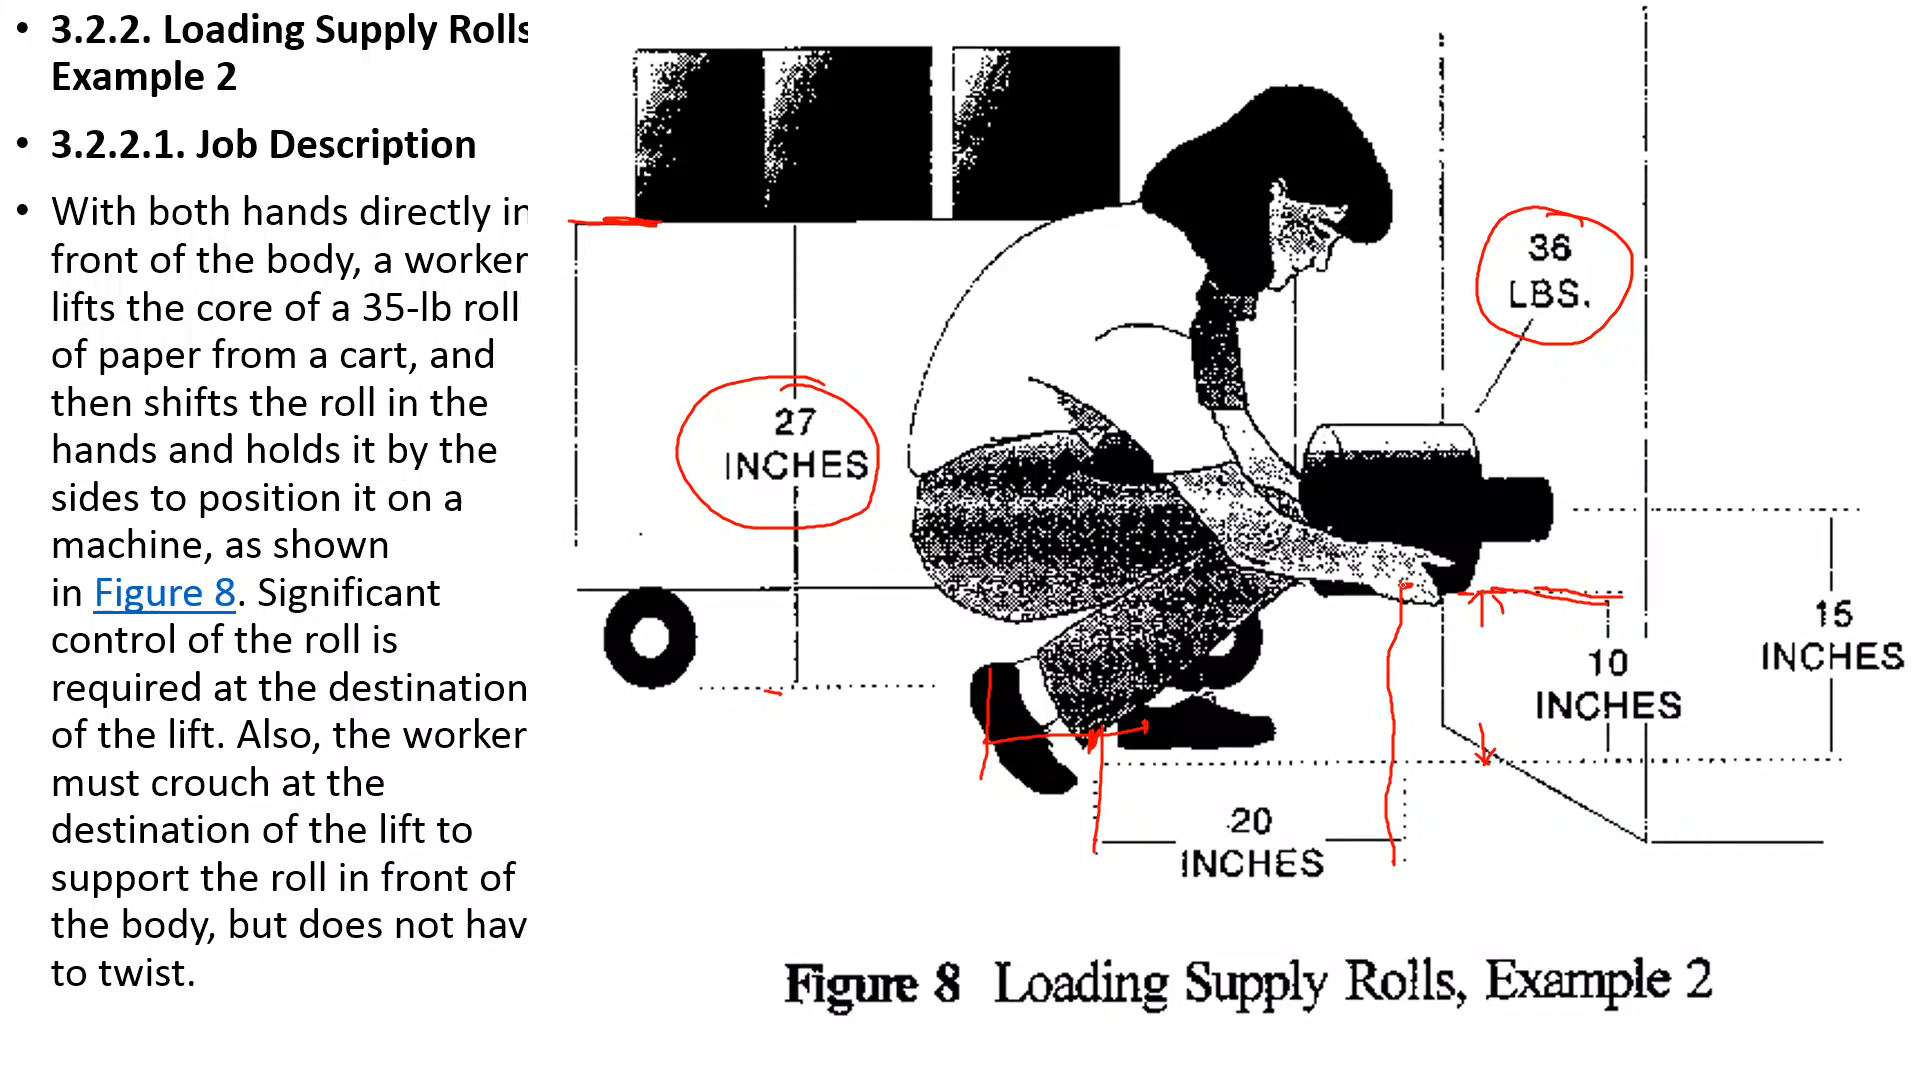 • 3.2.2. Loading Supply Rolls
Example 2
• 3.2.2.1. Job Description
• With both hands directly in
front of the body, a worker
lifts the core of a 35-lb roll
of paper from a cart, and
then shifts the roll in the
hands and holds it by the
sides to position it on a
machine, as shown
in Figure 8. Significant
control of the roll is
required at the destination
of the lift. Also, the worker
must crouch at the
destination of the lift to
support the roll in front of
the body, but does not hav
to twist.
36
LBS.
27
INCHES
15
INCHES
10
INCHES
20
INCHES
Figure 8 Loading Supply Rolls, Example 2